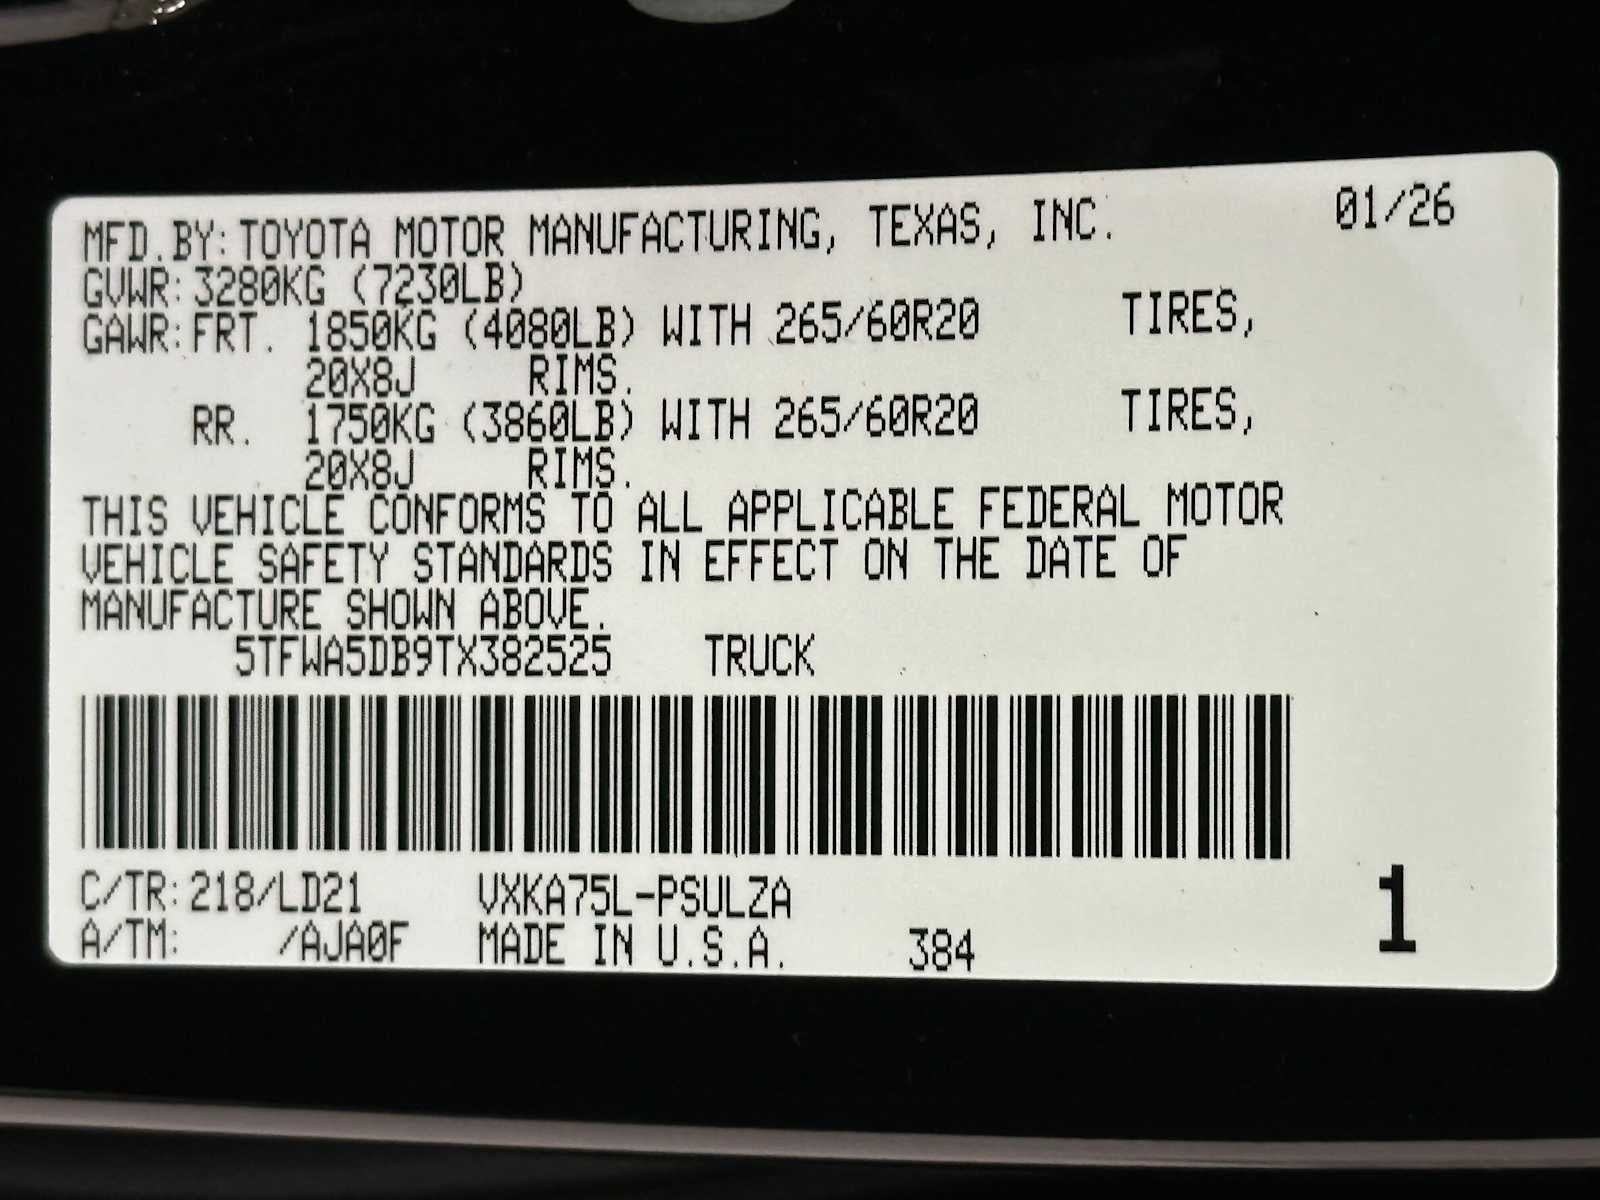 MFD.BY:TOYOTA MOTOR MANUFACTURING, TEXAS, INC. 01/26
GVWR:3280KG (7230LB)
GAWR:FRT. 1850KG (4080LB) WITH 265/60R20 TIRES,
20X8J RIMS.
RR. 1750KG (3860LB) WITH 265/60R20 TIRES,
20X8J RIMS.
THIS VEHICLE CONFORMS TO ALL APPLICABLE FEDERAL MOTOR
VEHICLE SAFETY STANDARDS IN EFFECT ON THE DATE OF
MANUFACTURE SHOWN ABOVE.
5TFWA5DB9TX382525 TRUCK
C/TR:218/LD21 VXKA75L-PSULZA 1
A/TM: /AJA0F MADE IN U.S.A. 384